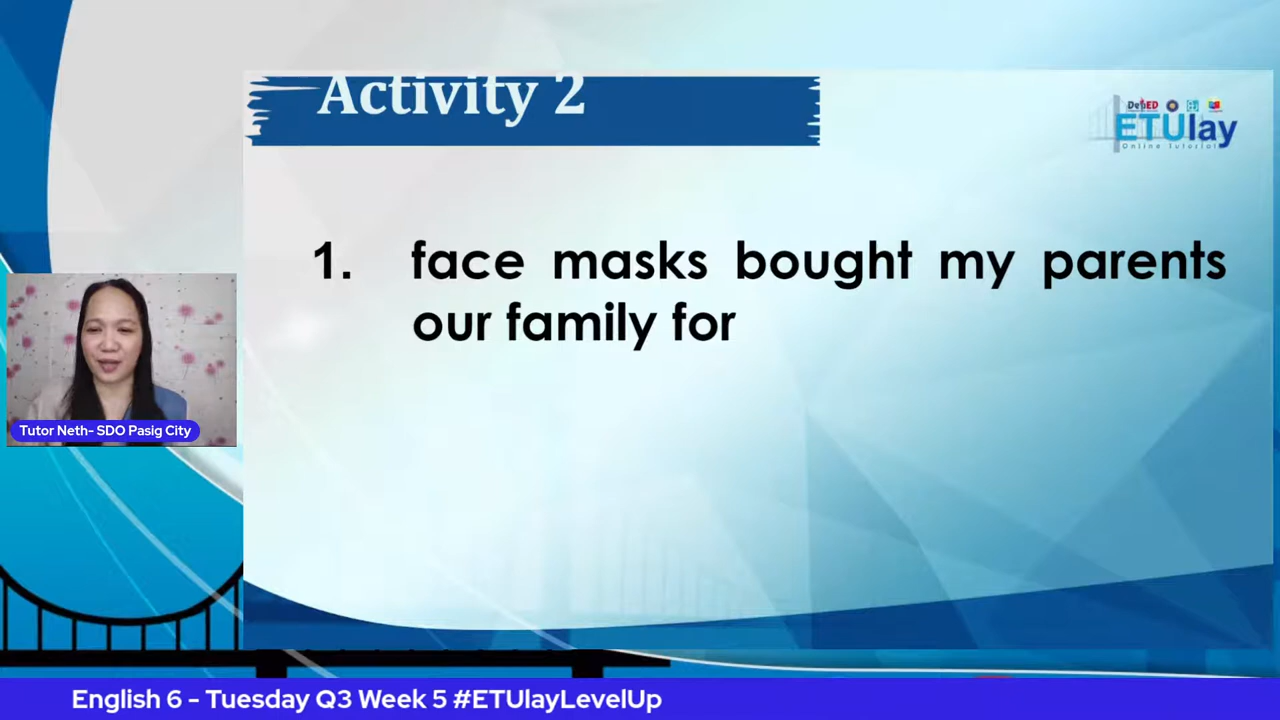 Activity 2
DepED
ETUlay
Online Tutorial
1. face masks bought my parents
our family for
Tutor Neth- SDO Pasig City
English 6 - Tuesday Q3 Week 5 #ETUlayLevelUp